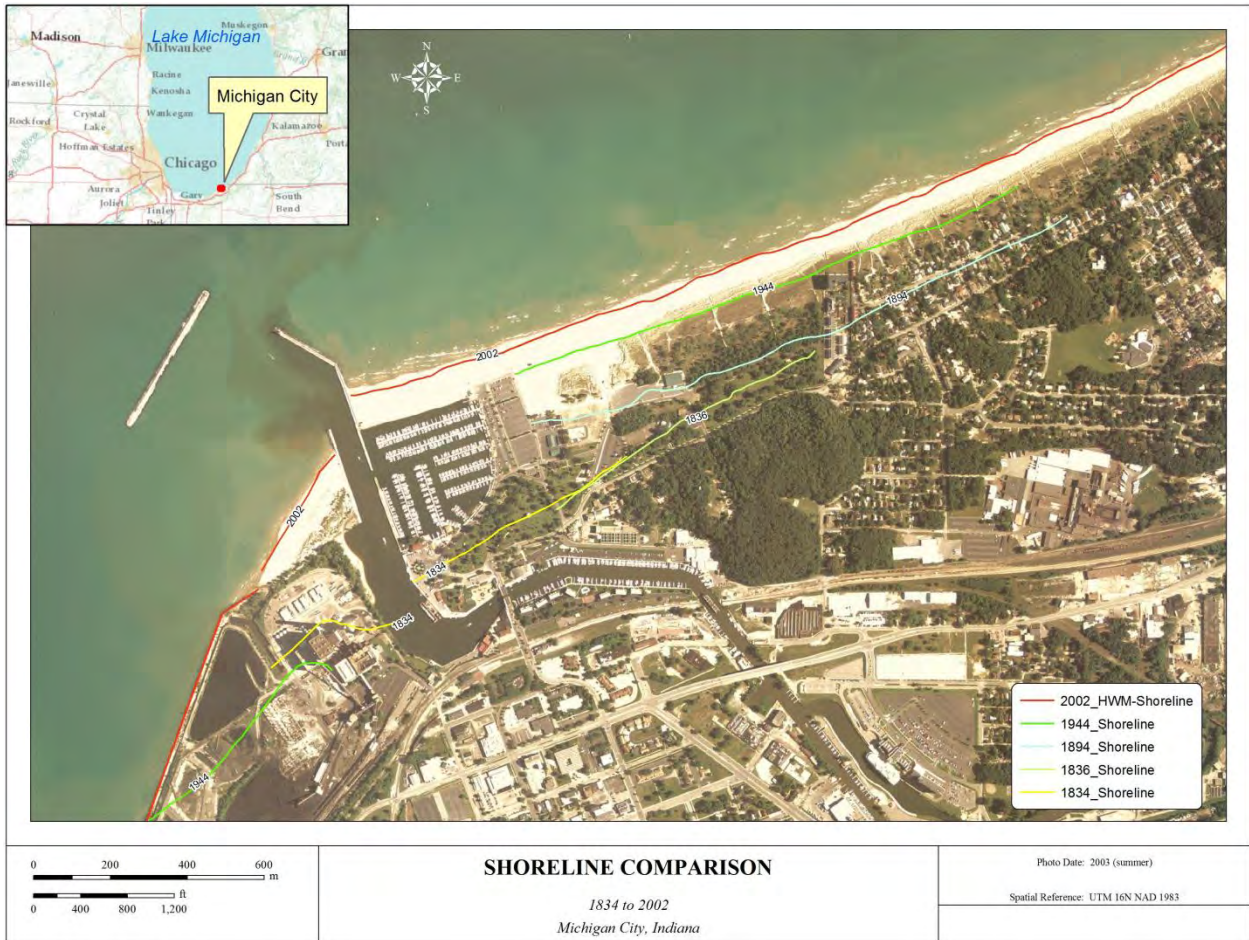 Muskegon
Lake Michigan
Madison
Milwaukee
Racine
Janesville
Kenosha
Michigan City
Crystal
Lake
Waukegan
Rockford
Hoffman Estates
Kalamazoo
Chicago
Aurora
Gary
South
Bend
Joliet
Tinley
Park
N
W
E
S
2002
1944
1894
1836
2002
1834
1834
1944
2002_HWM-Shoreline
1944_Shoreline
1894_Shoreline
1836_Shoreline
1834_Shoreline
0 200 400 600
m
ft
0 400 800 1,200
SHORELINE COMPARISON
1834 to 2002
Michigan City, Indiana
Photo Date: 2003 (summer)
Spatial Reference: UTM 16N NAD 1983